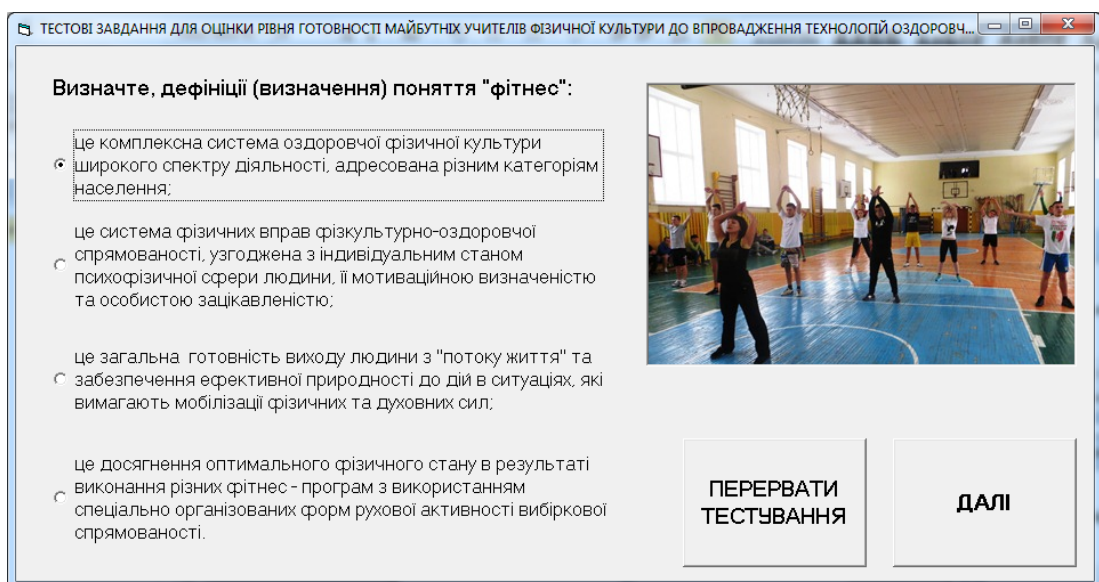 ТЕСТОВІ ЗАВДАННЯ ДЛЯ ОЦІНКИ РІВНЯ ГОТОВНОСТІ МАЙБУТНІХ УЧИТЕЛІВ ФІЗИЧНОЇ КУЛЬТУРИ ДО ВПРОВАДЖЕННЯ ТЕХНОЛОГІЙ ОЗДОРОВЧ...
Визначте, дефініції (визначення) поняття "фітнес":
це комплексна система оздоровчої фізичної культури
широкого спектру діяльності, адресована різним категоріям
населення;
це система фізичних вправ фізкультурно-оздоровчої
спрямованості, узгоджена з індивідуальним станом
психофізичної сфери людини, її мотиваційною визначеністю
та особистою зацікавленістю;
це загальна готовність виходу людини з "потоку життя" та
забезпечення ефективної природності до дій в ситуаціях, які
вимагають мобілізації фізичних та духовних сил;
це досягнення оптимального фізичного стану в результаті
виконання різних фітнес - програм з використанням
спеціально організованих форм рухової активності вибіркової
спрямованості.
ПЕРЕРВАТИ
ТЕСТУВАННЯ
ДАЛІ